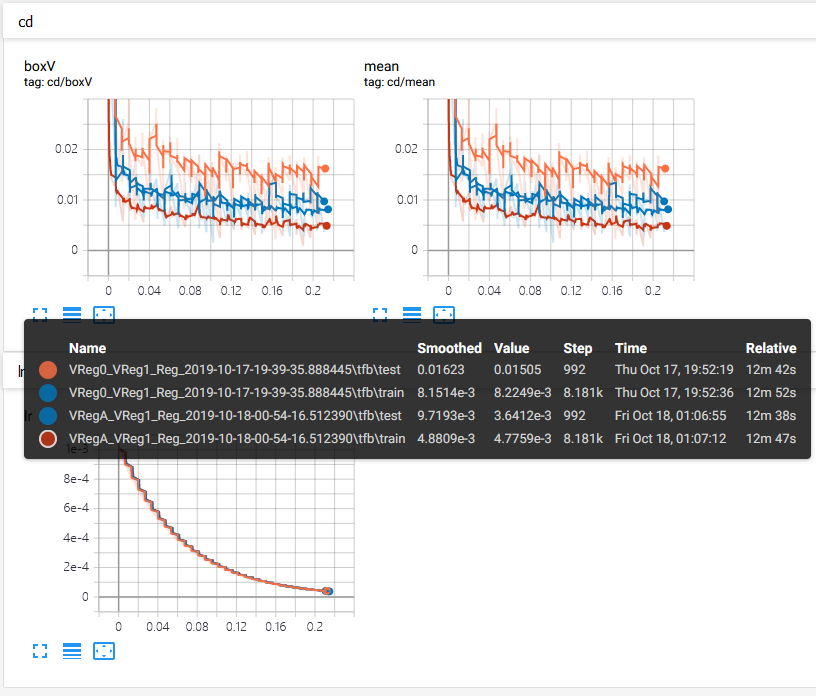 cd
boxV
tag: cd/boxV
mean
tag: cd/mean
0.02
0.01
0
0 0.04 0.08 0.12 0.16 0.2
0.02
0.01
0
0 0.04 0.08 0.12 0.16 0.2
Name Smoothed Value Step Time Relative
VReg0_VReg1_Reg_2019-10-17-19-39-35.888445\tfb\test 0.01623 0.01505 992 Thu Oct 17, 19:52:19 12m 42s
VReg0_VReg1_Reg_2019-10-17-19-39-35.888445\tfb\train 8.1514e-3 8.2249e-3 8.181k Thu Oct 17, 19:52:36 12m 52s
VRegA_VReg1_Reg_2019-10-18-00-54-16.512390\tfb\test 9.7193e-3 3.6412e-3 992 Fri Oct 18, 01:06:55 12m 38s
VRegA_VReg1_Reg_2019-10-18-00-54-16.512390\tfb\train 4.8809e-3 4.7759e-3 8.181k Fri Oct 18, 01:07:12 12m 47s
1e-3
8e-4
6e-4
4e-4
2e-4
0
0 0.04 0.08 0.12 0.16 0.2